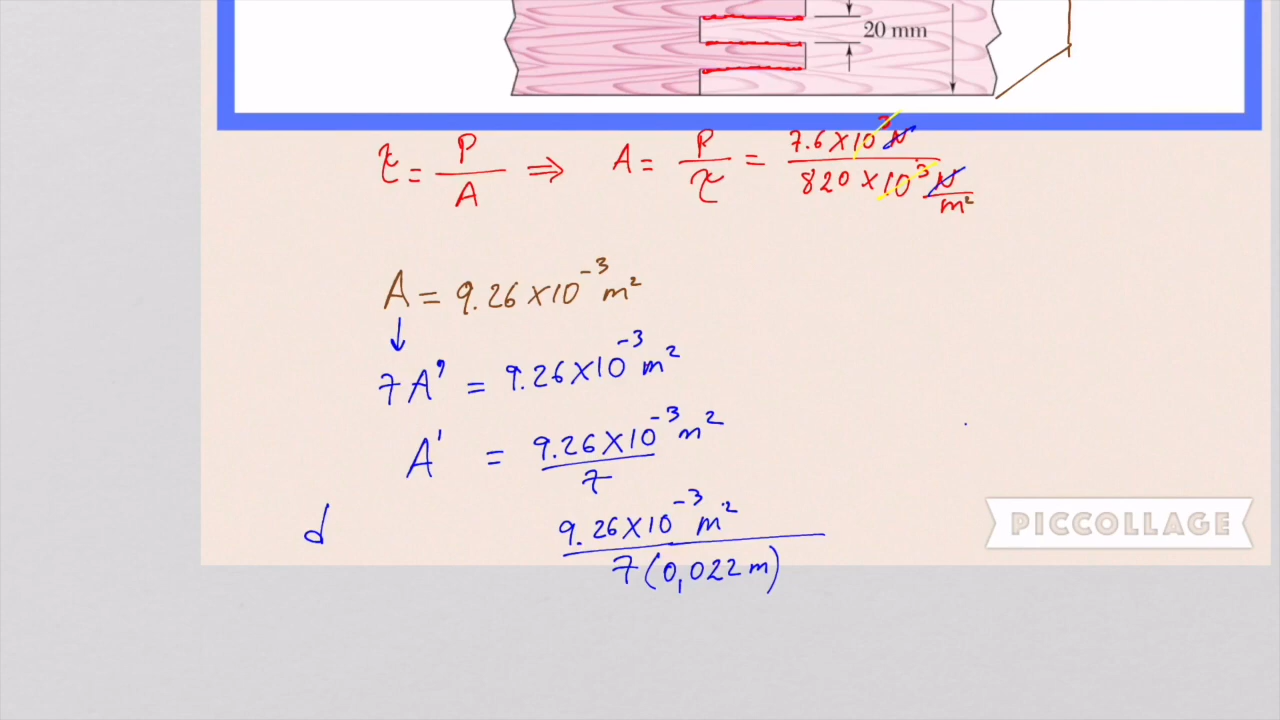 20 mm
τ = P/A ⇒ A = P/τ = 7.6 × 10³ N / 820 × 10³ N/m²
A = 9.26 × 10⁻³ m²
↓
7A' = 9.26 × 10⁻³ m²
A' = 9.26 × 10⁻³ m² / 7
d 9.26 × 10⁻³ m² / 7(0,022 m)
PICCOLLAGE